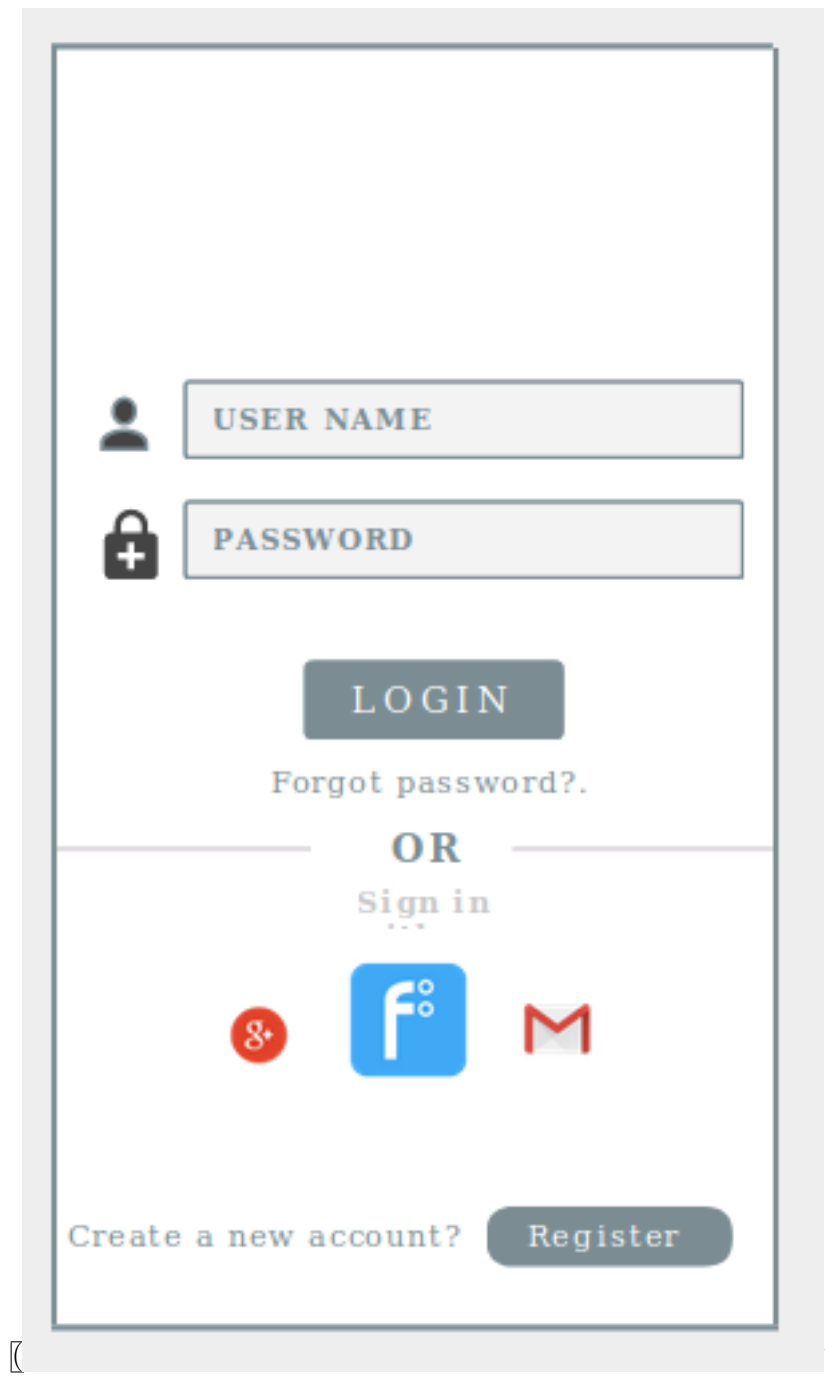 USER NAME
PASSWORD
LOGIN
Forgot password?.
OR
Sign in
g+
f
M
Create a new account? Register
(